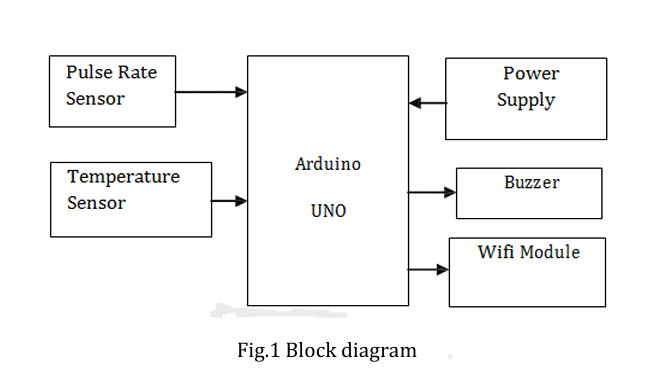 Pulse Rate
Sensor
Temperature
Sensor
Arduino
UNO
Power
Supply
Buzzer
Wifi Module
Fig.1 Block diagram